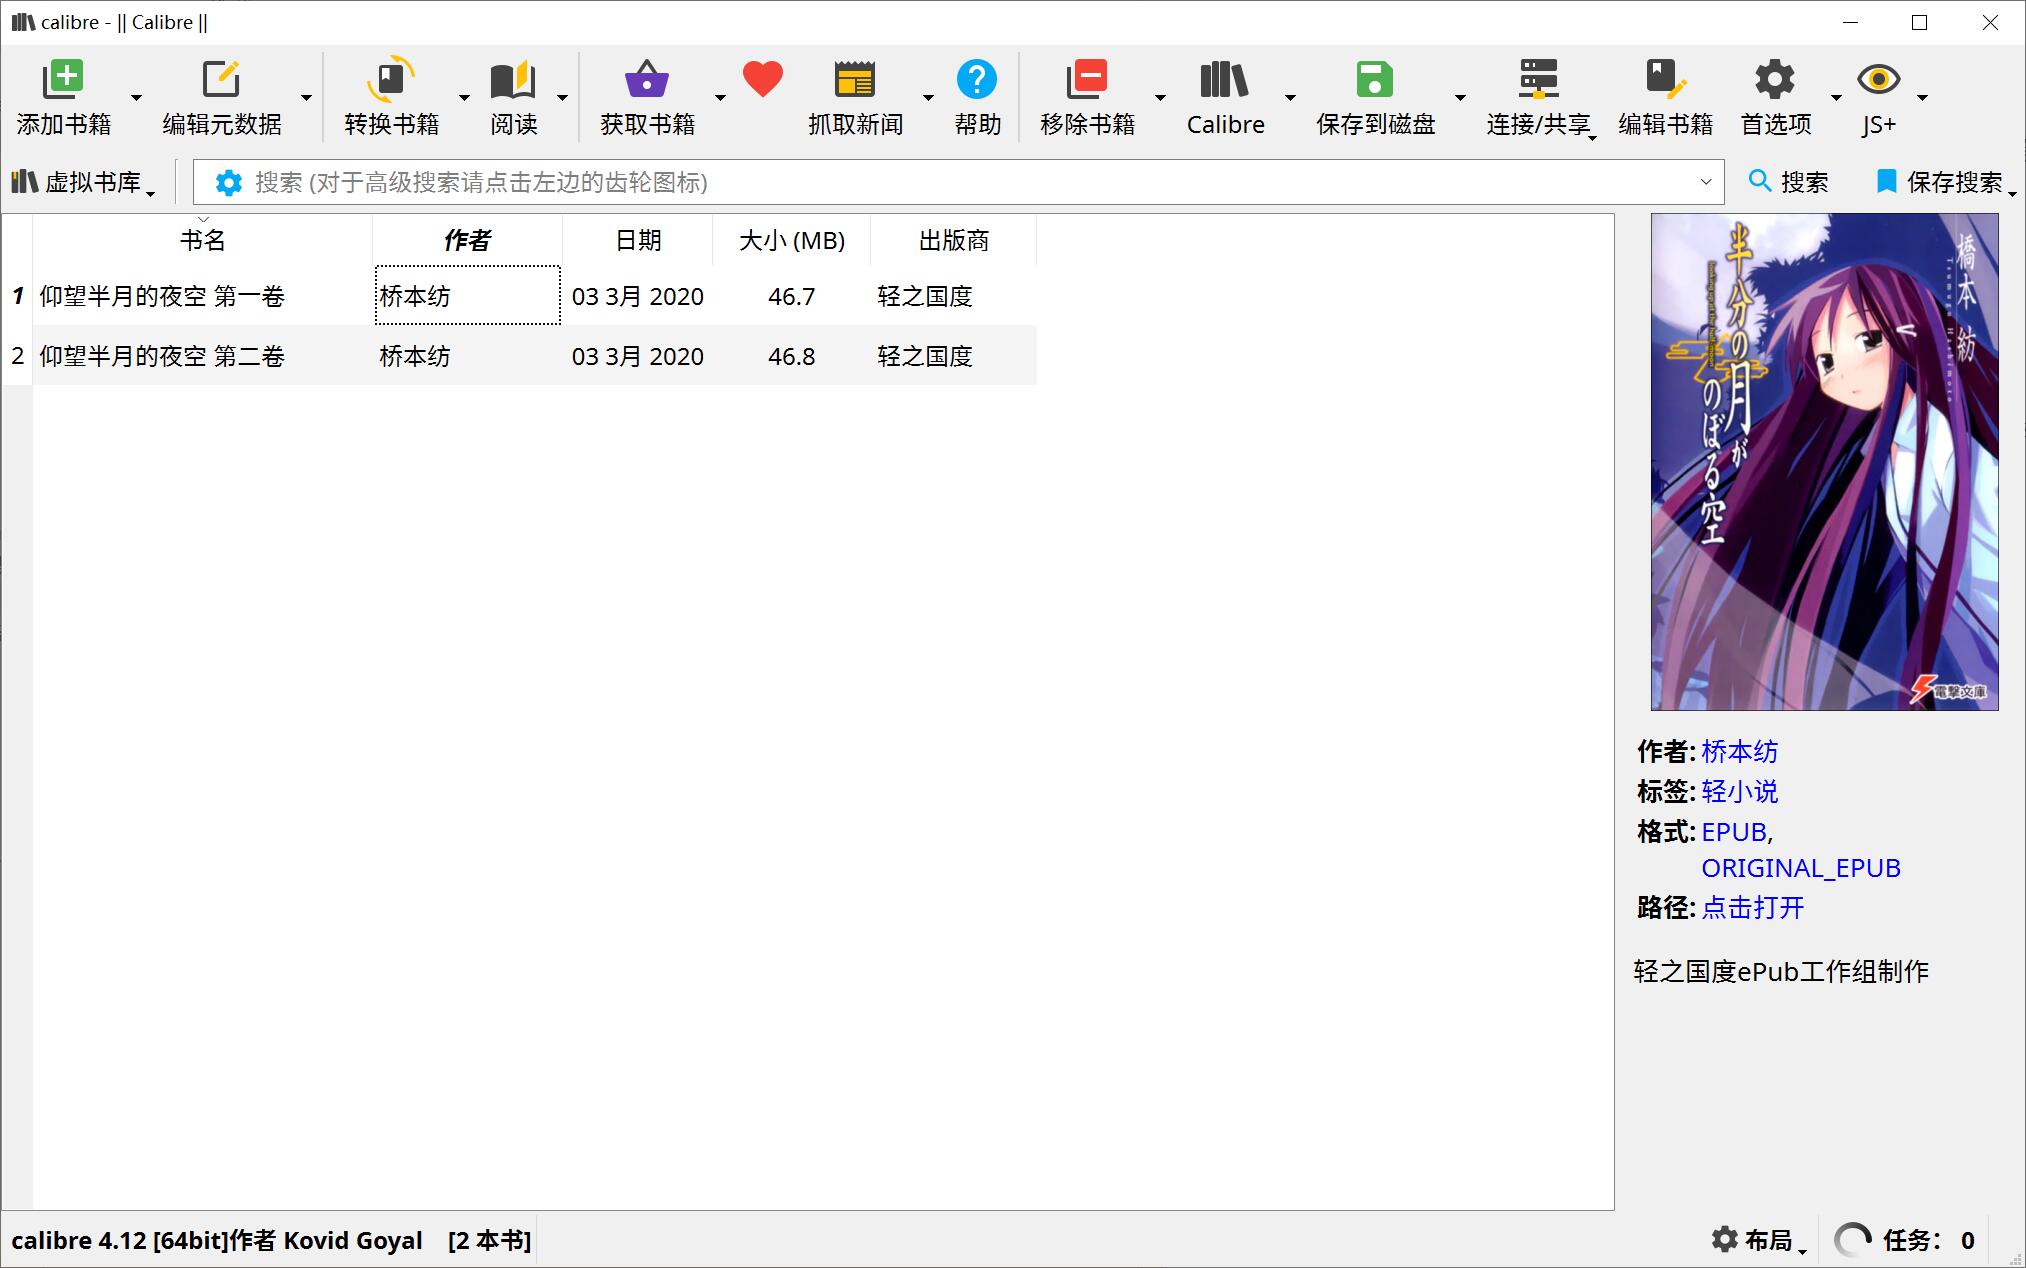 calibre - || Calibre ||
添加书籍 编辑元数据 转换书籍 阅读 获取书籍 抓取新闻 帮助 移除书籍 Calibre 保存到磁盘 连接/共享 编辑书籍 首选项 JS+
虚拟书库 搜索 (对于高级搜索请点击左边的齿轮图标) 搜索 保存搜索
书名 作者 日期 大小 (MB) 出版商
1 仰望半月的夜空 第一卷 桥本纺 03 3月 2020 46.7 轻之国度
2 仰望半月的夜空 第二卷 桥本纺 03 3月 2020 46.8 轻之国度
半分の月が
のぼる空
looking up at the half-moon
橋本 紡
Tsumugu Hashimoto
電撃文庫
作者: 桥本纺
标签: 轻小说
格式: EPUB,
ORIGINAL_EPUB
路径: 点击打开
轻之国度ePub工作组制作
calibre 4.12 [64bit]作者 Kovid Goyal [2 本书] 布局 任务: 0